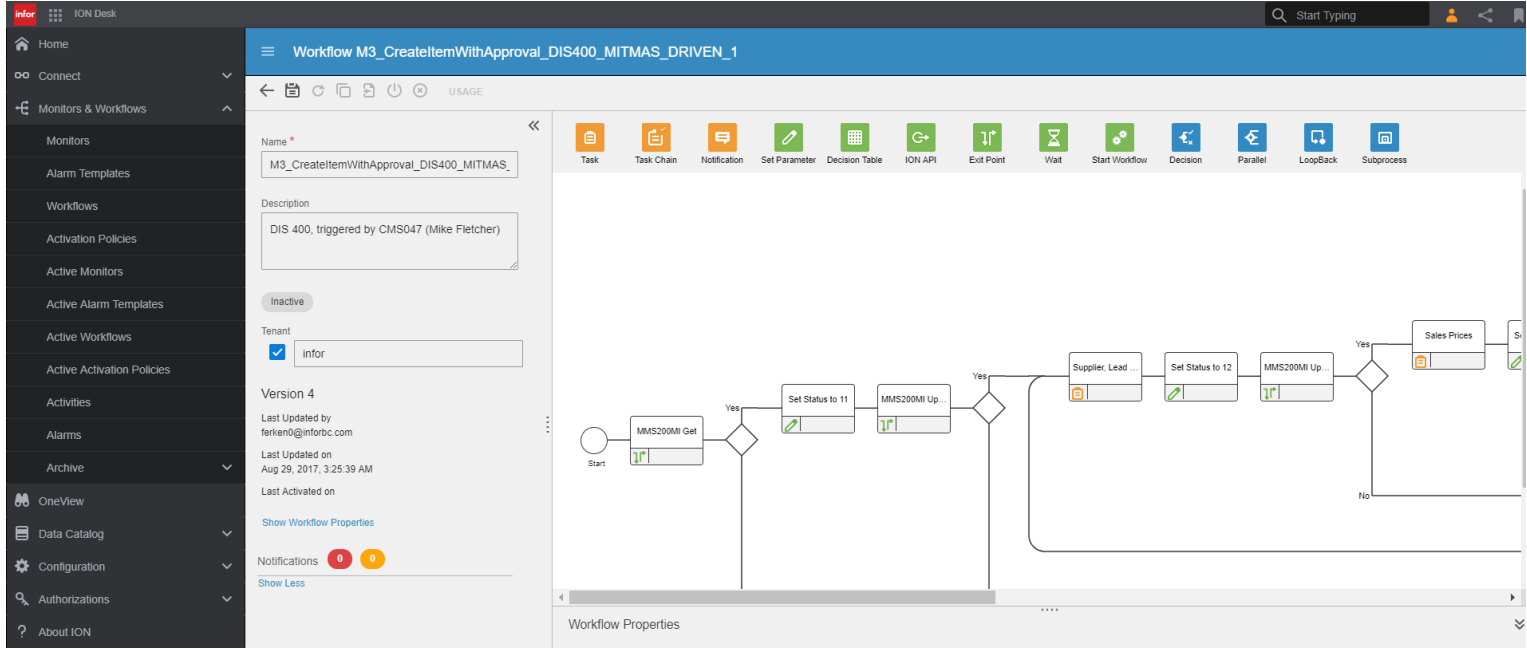 infor ION Desk Start Typing
Home
Connect
Monitors & Workflows
Monitors
Alarm Templates
Workflows
Activation Policies
Active Monitors
Active Alarm Templates
Active Workflows
Active Activation Policies
Activities
Alarms
Archive
OneView
Data Catalog
Configuration
Authorizations
? About ION
Workflow M3_CreateItemWithApproval_DIS400_MITMAS_DRIVEN_1
USAGE
Name *
M3_CreateItemWithApproval_DIS400_MITMAS_
Description
DIS 400, triggered by CMS047 (Mike Fletcher)
Inactive
Tenant
infor
Version 4
Last Updated by
ferken0@inforbc.com
Last Updated on
Aug 29, 2017, 3:25:39 AM
Last Activated on
Show Workflow Properties
Notifications 0 0
Show Less
Task Task Chain Notification Set Parameter Decision Table ION API Exit Point Wait Start Workflow Decision Parallel LoopBack Subprocess
Start
MMS200MI Get
Yes
Set Status to 11
MMS200MI Up...
Yes
Supplier, Lead ...
Set Status to 12
MMS200MI Up...
Yes
Sales Prices
No
Workflow Properties